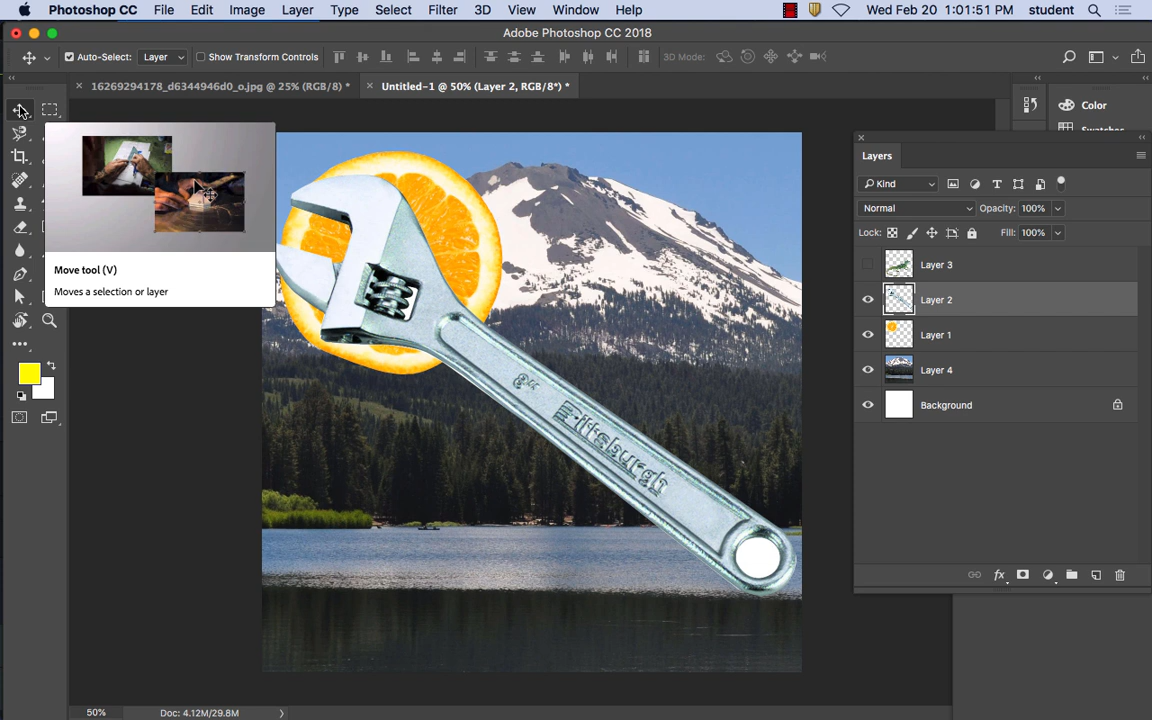 Photoshop CC File Edit Image Layer Type Select Filter 3D View Window Help Wed Feb 20 1:01:51 PM student
Adobe Photoshop CC 2018
Auto-Select: Layer Show Transform Controls 3D Mode:
16269294178_d6344946d0_o.jpg @ 25% (RGB/8) * Untitled-1 @ 50% (Layer 2, RGB/8*) *
Color
Swatches
Layers
Kind
Normal Opacity: 100%
Lock: Fill: 100%
Layer 3
Move tool (V)
Moves a selection or layer
Layer 2
Layer 1
Layer 4
Background
8"
Pittsburgh
50% Doc: 4.12M/29.8M